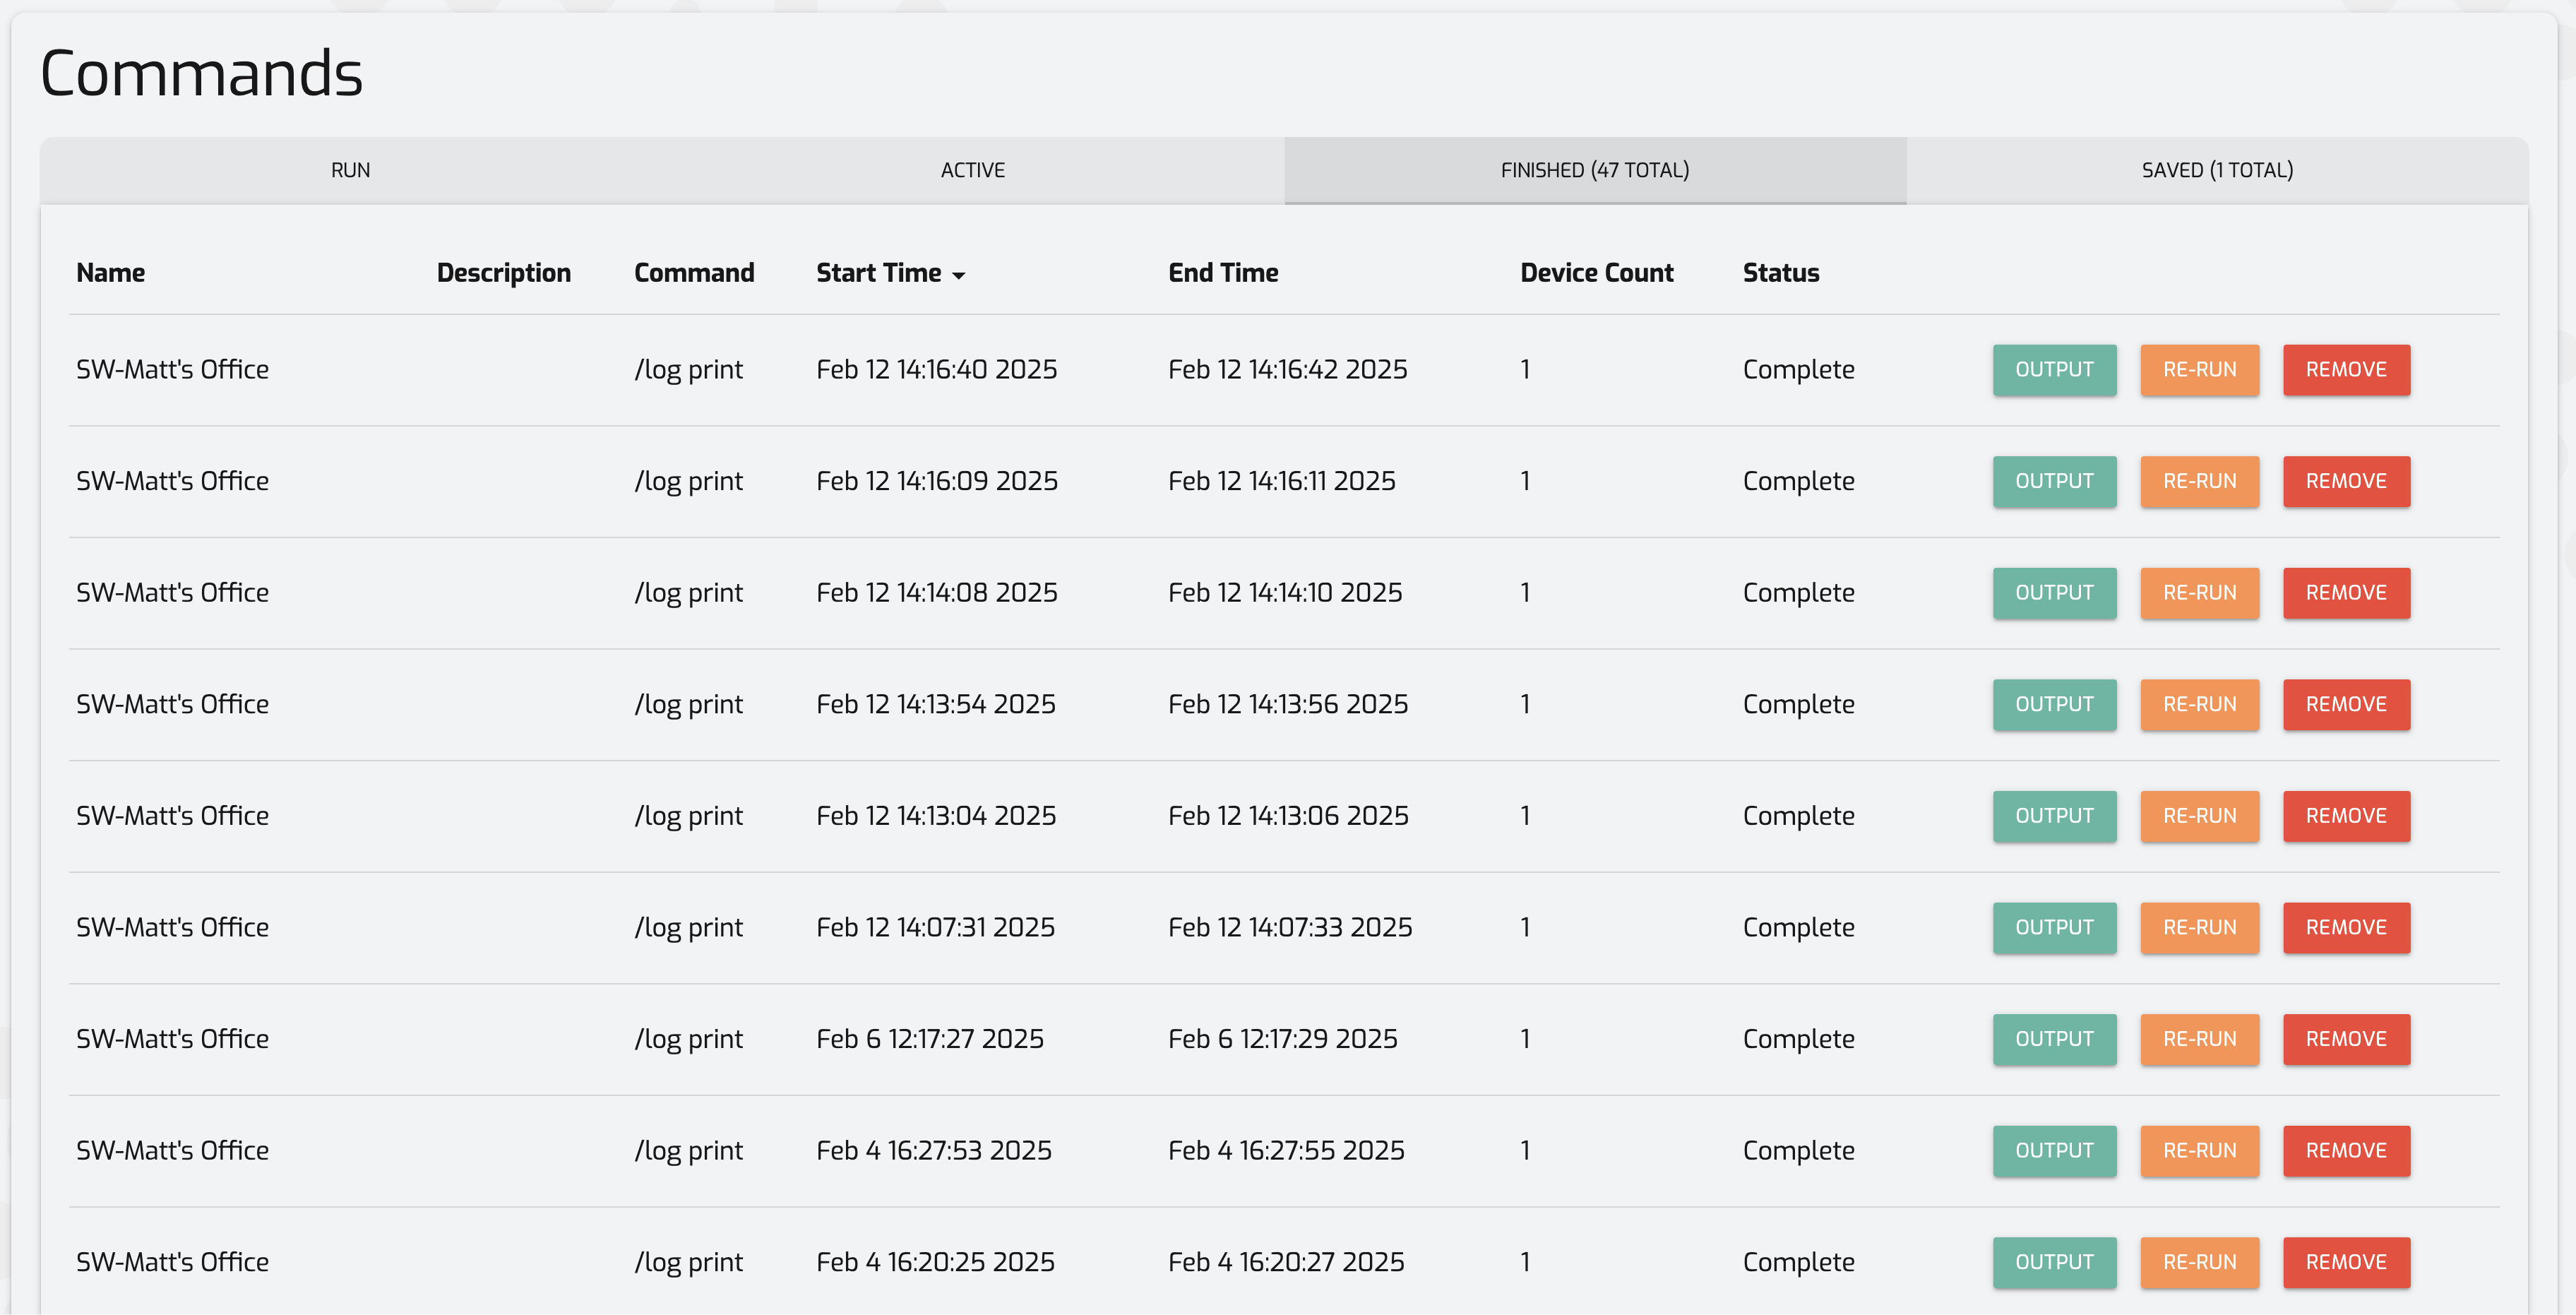 Commands
RUN ACTIVE FINISHED (47 TOTAL) SAVED (1 TOTAL)
Name Description Command Start Time End Time Device Count Status
SW-Matt's Office /log print Feb 12 14:16:40 2025 Feb 12 14:16:42 2025 1 Complete OUTPUT RE-RUN REMOVE
SW-Matt's Office /log print Feb 12 14:16:09 2025 Feb 12 14:16:11 2025 1 Complete OUTPUT RE-RUN REMOVE
SW-Matt's Office /log print Feb 12 14:14:08 2025 Feb 12 14:14:10 2025 1 Complete OUTPUT RE-RUN REMOVE
SW-Matt's Office /log print Feb 12 14:13:54 2025 Feb 12 14:13:56 2025 1 Complete OUTPUT RE-RUN REMOVE
SW-Matt's Office /log print Feb 12 14:13:04 2025 Feb 12 14:13:06 2025 1 Complete OUTPUT RE-RUN REMOVE
SW-Matt's Office /log print Feb 12 14:07:31 2025 Feb 12 14:07:33 2025 1 Complete OUTPUT RE-RUN REMOVE
SW-Matt's Office /log print Feb 6 12:17:27 2025 Feb 6 12:17:29 2025 1 Complete OUTPUT RE-RUN REMOVE
SW-Matt's Office /log print Feb 4 16:27:53 2025 Feb 4 16:27:55 2025 1 Complete OUTPUT RE-RUN REMOVE
SW-Matt's Office /log print Feb 4 16:20:25 2025 Feb 4 16:20:27 2025 1 Complete OUTPUT RE-RUN REMOVE